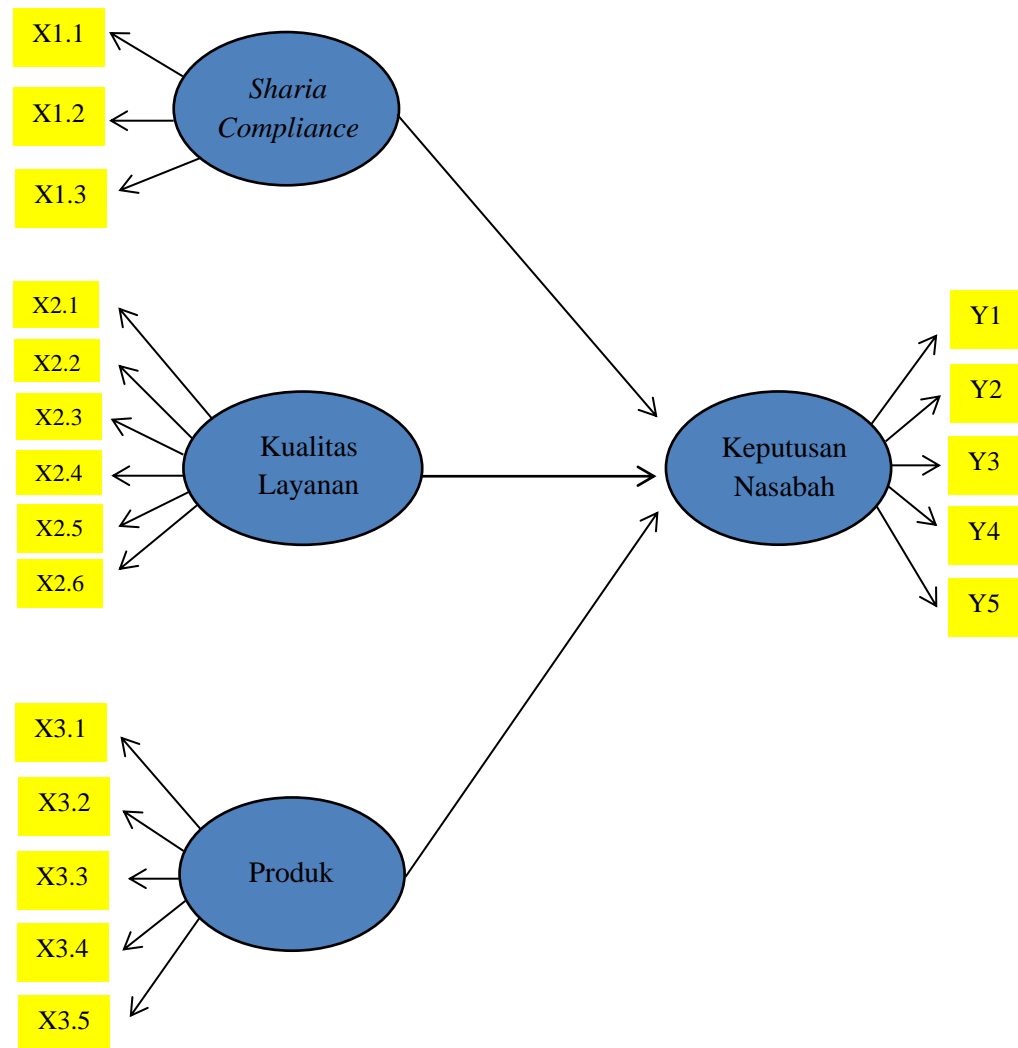 X1.1
X1.2
X1.3
Sharia
Compliance
X2.1
X2.2
X2.3
X2.4
X2.5
X2.6
Kualitas
Layanan
Keputusan
Nasabah
Y1
Y2
Y3
Y4
Y5
X3.1
X3.2
X3.3
X3.4
X3.5
Produk